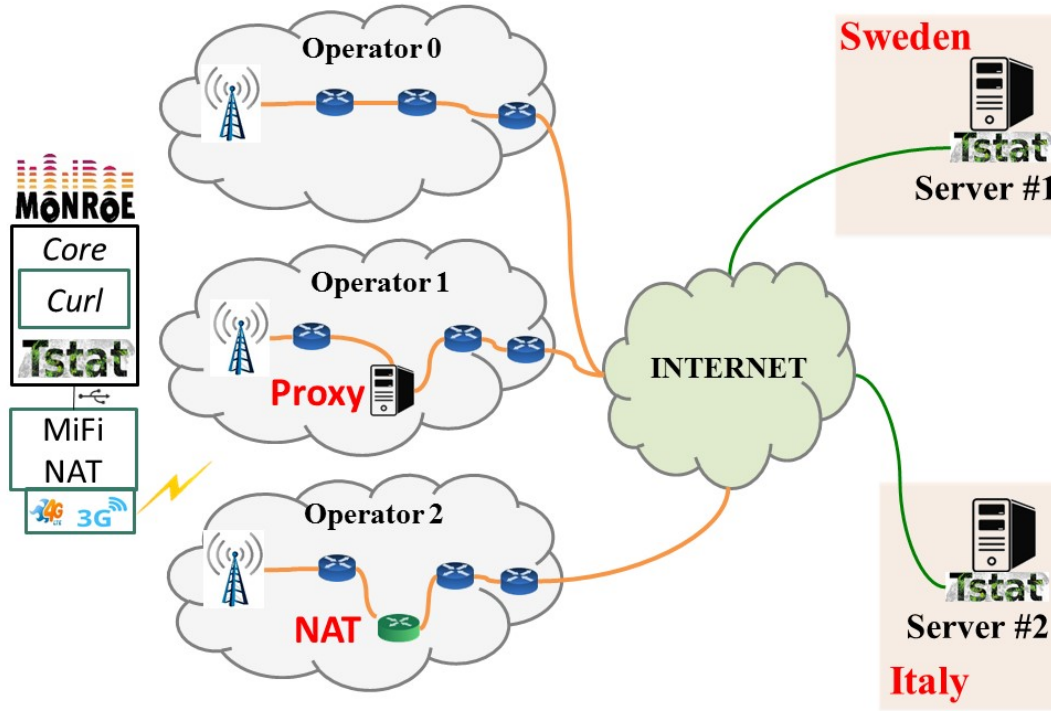 MONROE
Core
Curl
Tstat
MiFi
NAT
4G
LTE
3G
Operator 0
Operator 1
Proxy
Operator 2
NAT
INTERNET
Sweden
Tstat
Server #1
Tstat
Server #2
Italy